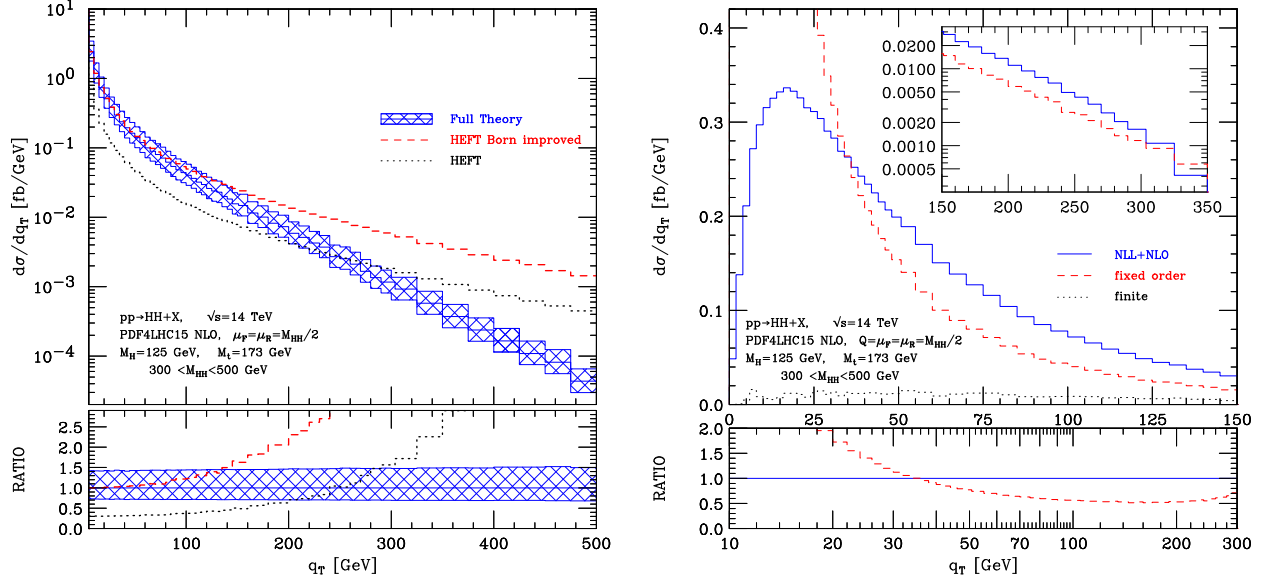 10^1
10^0
10^−1
10^−2
10^−3
10^−4
dσ/dq_T [fb/GeV]
Full Theory
HEFT Born improved
HEFT
pp→HH+X, √s=14 TeV
PDF4LHC15 NLO, μ_F=μ_R=M_HH/2
M_H=125 GeV, M_t=173 GeV
300 <M_HH<500 GeV
2.5
2.0
1.5
1.0
0.5
0.0
RATIO
100
200
300
400
500
q_T [GeV]
0.4
0.3
0.2
0.1
0.0
dσ/dq_T [fb/GeV]
0.0200
0.0100
0.0050
0.0020
0.0010
0.0005
150
200
250
300
350
NLL+NLO
fixed order
finite
pp→HH+X, √s=14 TeV
PDF4LHC15 NLO, Q=μ_F=μ_R=M_HH/2
M_H=125 GeV, M_t=173 GeV
300 <M_HH<500 GeV
0
25
50
75
100
125
150
2.0
1.5
1.0
0.5
0.0
RATIO
10
20
30
50
70
100
200
300
q_T [GeV]